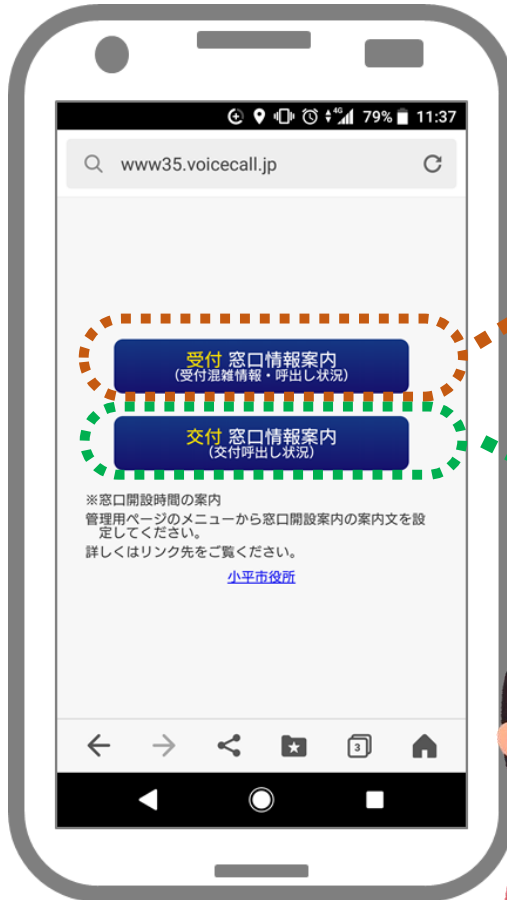 4G 79% 11:37
www35.voicecall.jp
受付 窓口情報案内
(受付混雑情報・呼出し状況)
交付 窓口情報案内
(交付呼出し状況)
※窓口開設時間の案内
管理用ページのメニューから窓口開設案内の案内文を設
定してください。
詳しくはリンク先をご覧ください。
小平市役所
3